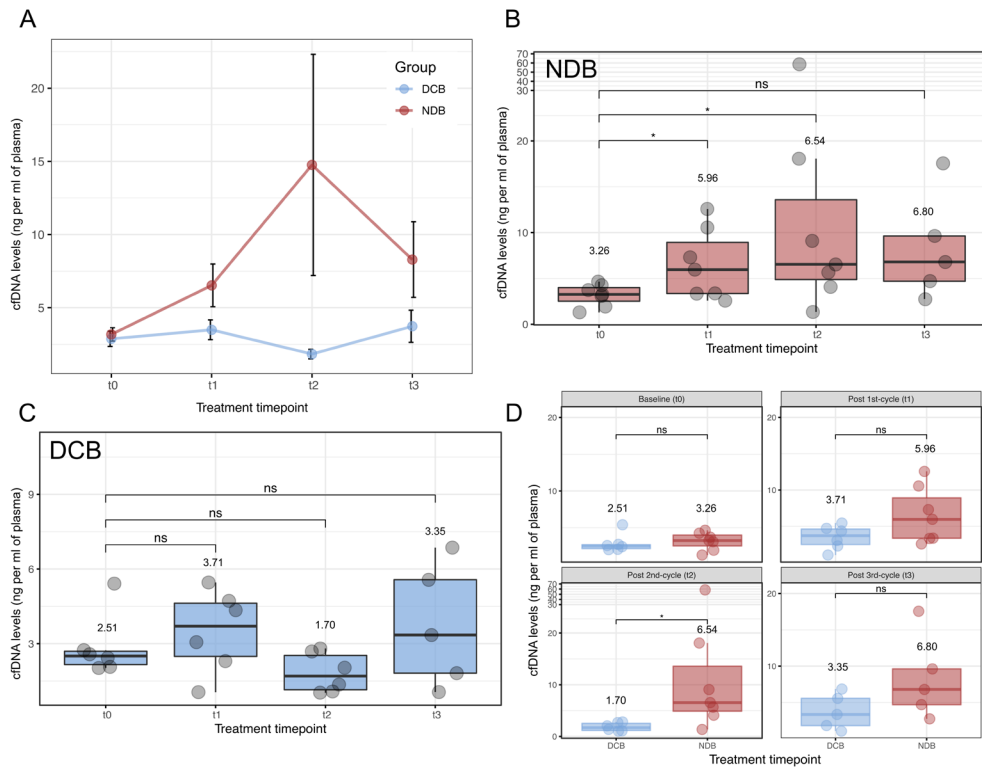 A
Group
DCB
NDB
20
15
10
5
cfDNA levels (ng per ml of plasma)
t0
t1
t2
t3
Treatment timepoint
B
NDB
70
60
50
40
30
20
10
0
cfDNA levels (ng per ml of plasma)
ns
*
*
3.26
5.96
6.54
6.80
t0
t1
t2
t3
Treatment timepoint
C
DCB
9
6
3
cfDNA levels (ng per ml of plasma)
ns
ns
ns
2.51
3.71
1.70
3.35
t0
t1
t2
t3
Treatment timepoint
D
cfDNA levels (ng per ml of plasma)
Baseline (t0)
20
10
ns
2.51
3.26
Post 1st-cycle (t1)
20
10
ns
3.71
5.96
Post 2nd-cycle (t2)
70
60
50
40
30
20
10
0
*
1.70
6.54
DCB
NDB
Post 3rd-cycle (t3)
20
10
ns
3.35
6.80
DCB
NDB
Treatment timepoint